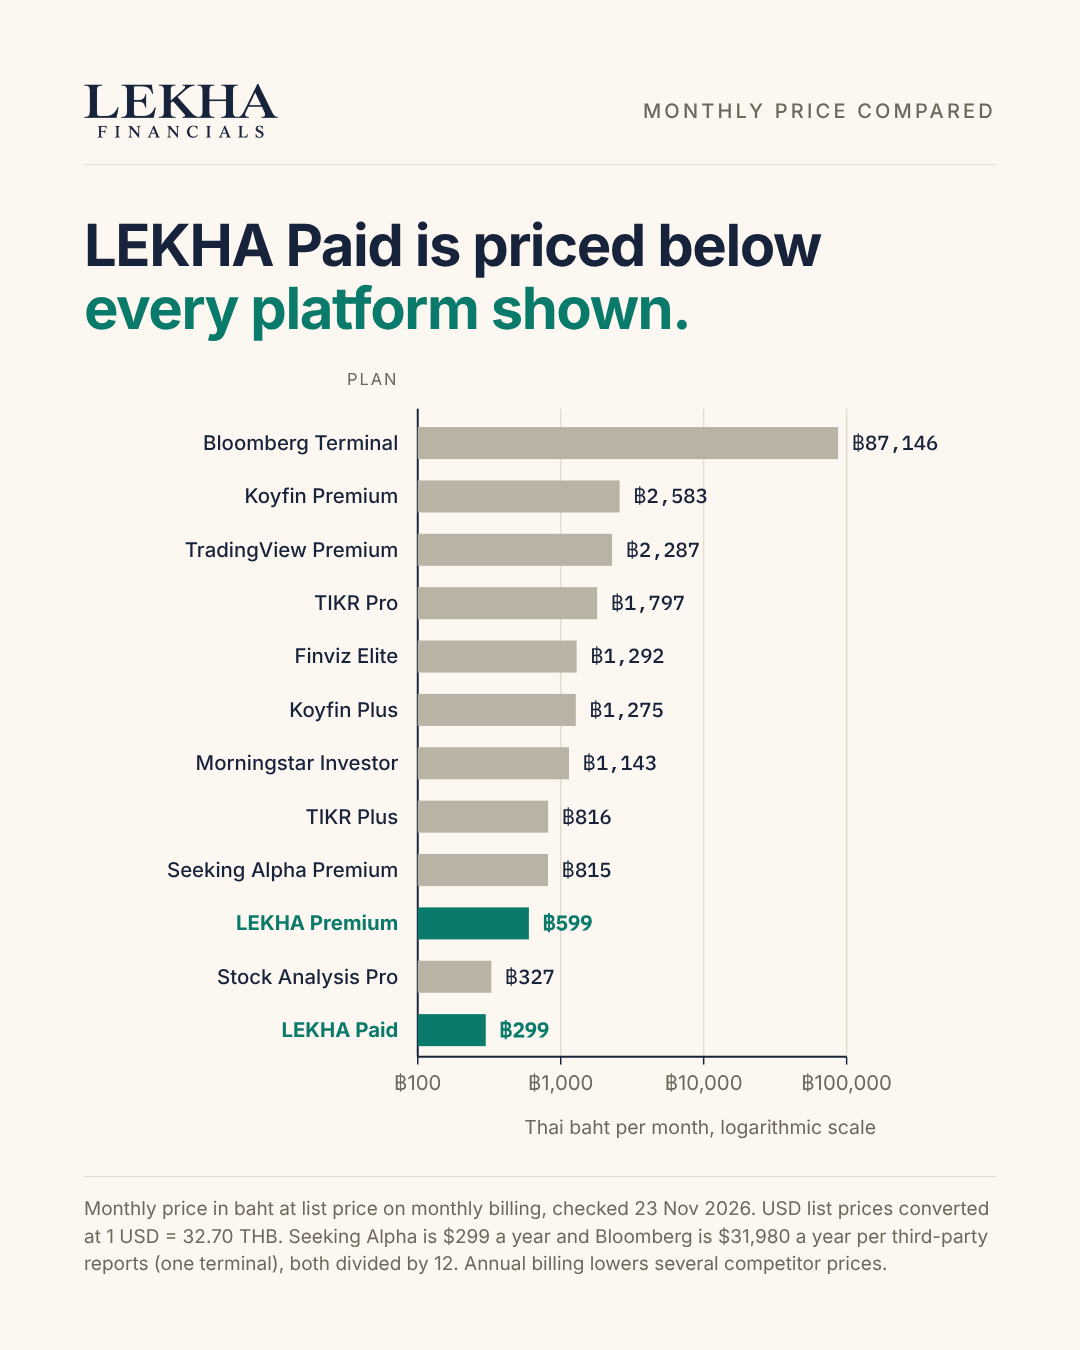 LEKHA
FINANCIALS
MONTHLY PRICE COMPARED
LEKHA Paid is priced below
every platform shown.
PLAN
Bloomberg Terminal ฿87,146
Koyfin Premium ฿2,583
TradingView Premium ฿2,287
TIKR Pro ฿1,797
Finviz Elite ฿1,292
Koyfin Plus ฿1,275
Morningstar Investor ฿1,143
TIKR Plus ฿816
Seeking Alpha Premium ฿815
LEKHA Premium ฿599
Stock Analysis Pro ฿327
LEKHA Paid ฿299
฿100 ฿1,000 ฿10,000 ฿100,000
Thai baht per month, logarithmic scale
Monthly price in baht at list price on monthly billing, checked 23 Nov 2026. USD list prices converted
at 1 USD = 32.70 THB. Seeking Alpha is $299 a year and Bloomberg is $31,980 a year per third-party
reports (one terminal), both divided by 12. Annual billing lowers several competitor prices.